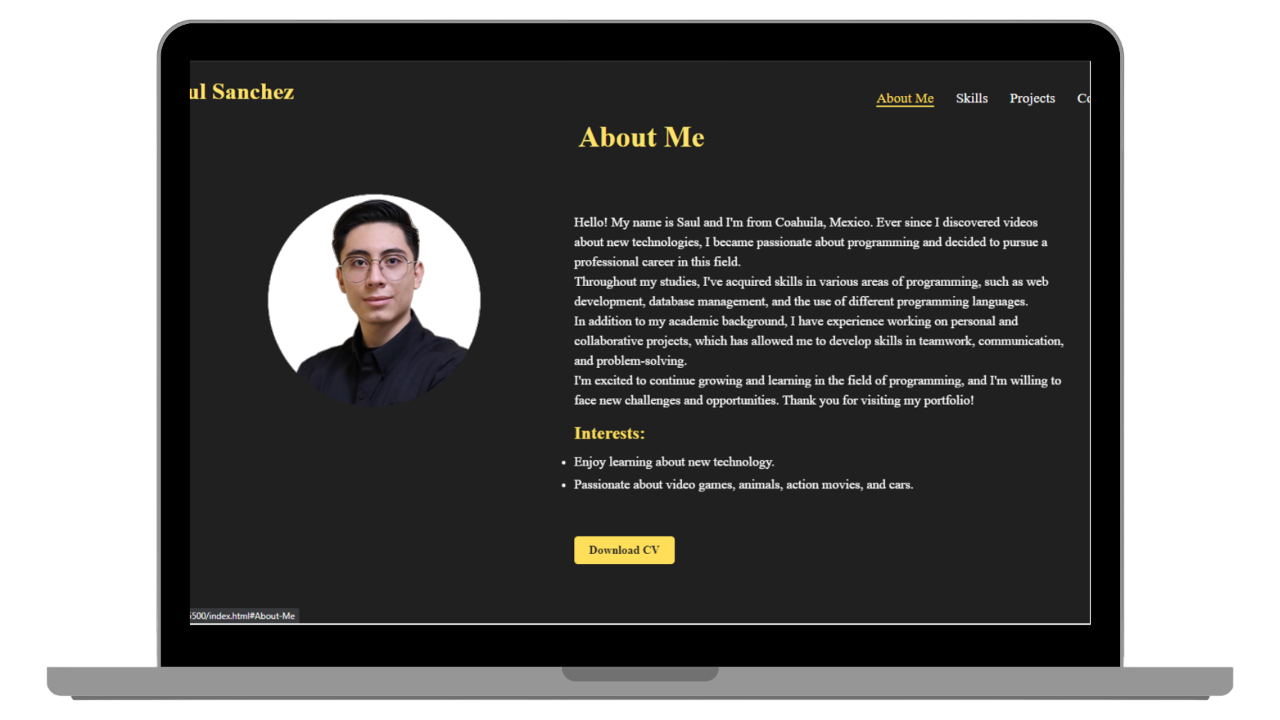 ul Sanchez
About Me Skills Projects Co
About Me
Hello! My name is Saul and I'm from Coahuila, Mexico. Ever since I discovered videos
about new technologies, I became passionate about programming and decided to pursue a
professional career in this field.
Throughout my studies, I've acquired skills in various areas of programming, such as web
development, database management, and the use of different programming languages.
In addition to my academic background, I have experience working on personal and
collaborative projects, which has allowed me to develop skills in teamwork, communication,
and problem-solving.
I'm excited to continue growing and learning in the field of programming, and I'm willing to
face new challenges and opportunities. Thank you for visiting my portfolio!
Interests:
• Enjoy learning about new technology.
• Passionate about video games, animals, action movies, and cars.
Download CV
5500/index.html#About-Me